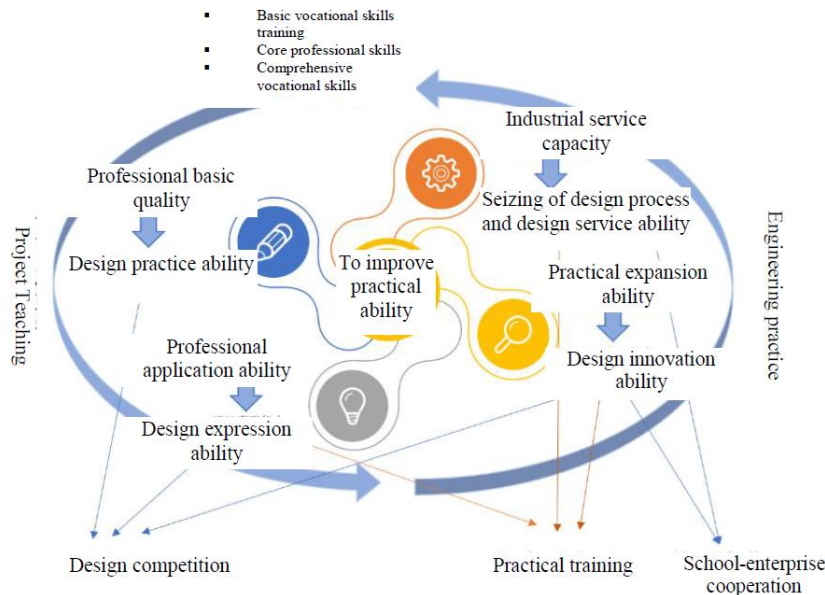 Basic vocational skills
training
Core professional skills
Comprehensive
vocational skills
Industrial service
capacity
Professional basic
quality
Seizing of design process
and design service ability
Design practice ability
To improve
practical
ability
Practical expansion
ability
Project Teaching
Engineering practice
Professional
application ability
Design innovation
ability
Design expression
ability
Design competition
Practical training
School-enterprise
cooperation